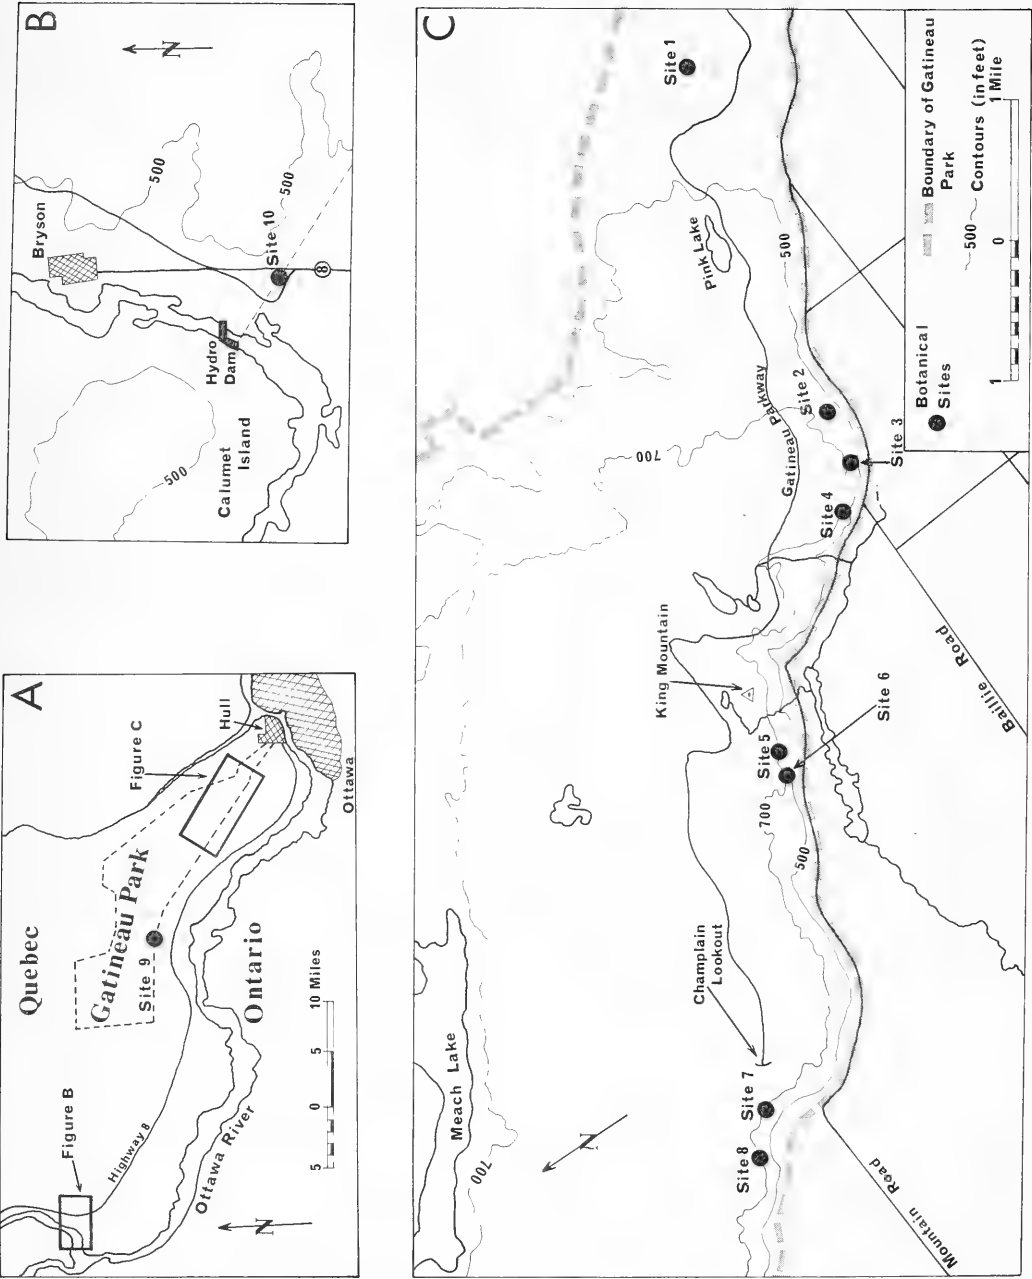 A
Quebec
Gatineau Park
Site 9
Figure B
Figure C
Hull
Ottawa
Ontario
Highway 8
Ottawa River
N
5 0 5 10 Miles
B
N
Bryson
500
500
Site 10
8
Hydro
Dam
Calumet
Island
500
C
Site 1
Pink Lake
500
Gatineau Parkway
Site 2
Site 3
Site 4
700
King Mountain
Site 5
Site 6
Baillie Road
700
500
Champlain
Lookout
Meach Lake
700
N
Site 7
Site 8
Mountain Road
Botanical
Sites
Boundary of Gatineau
Park
500 Contours (in feet)
1 0 1 Mile